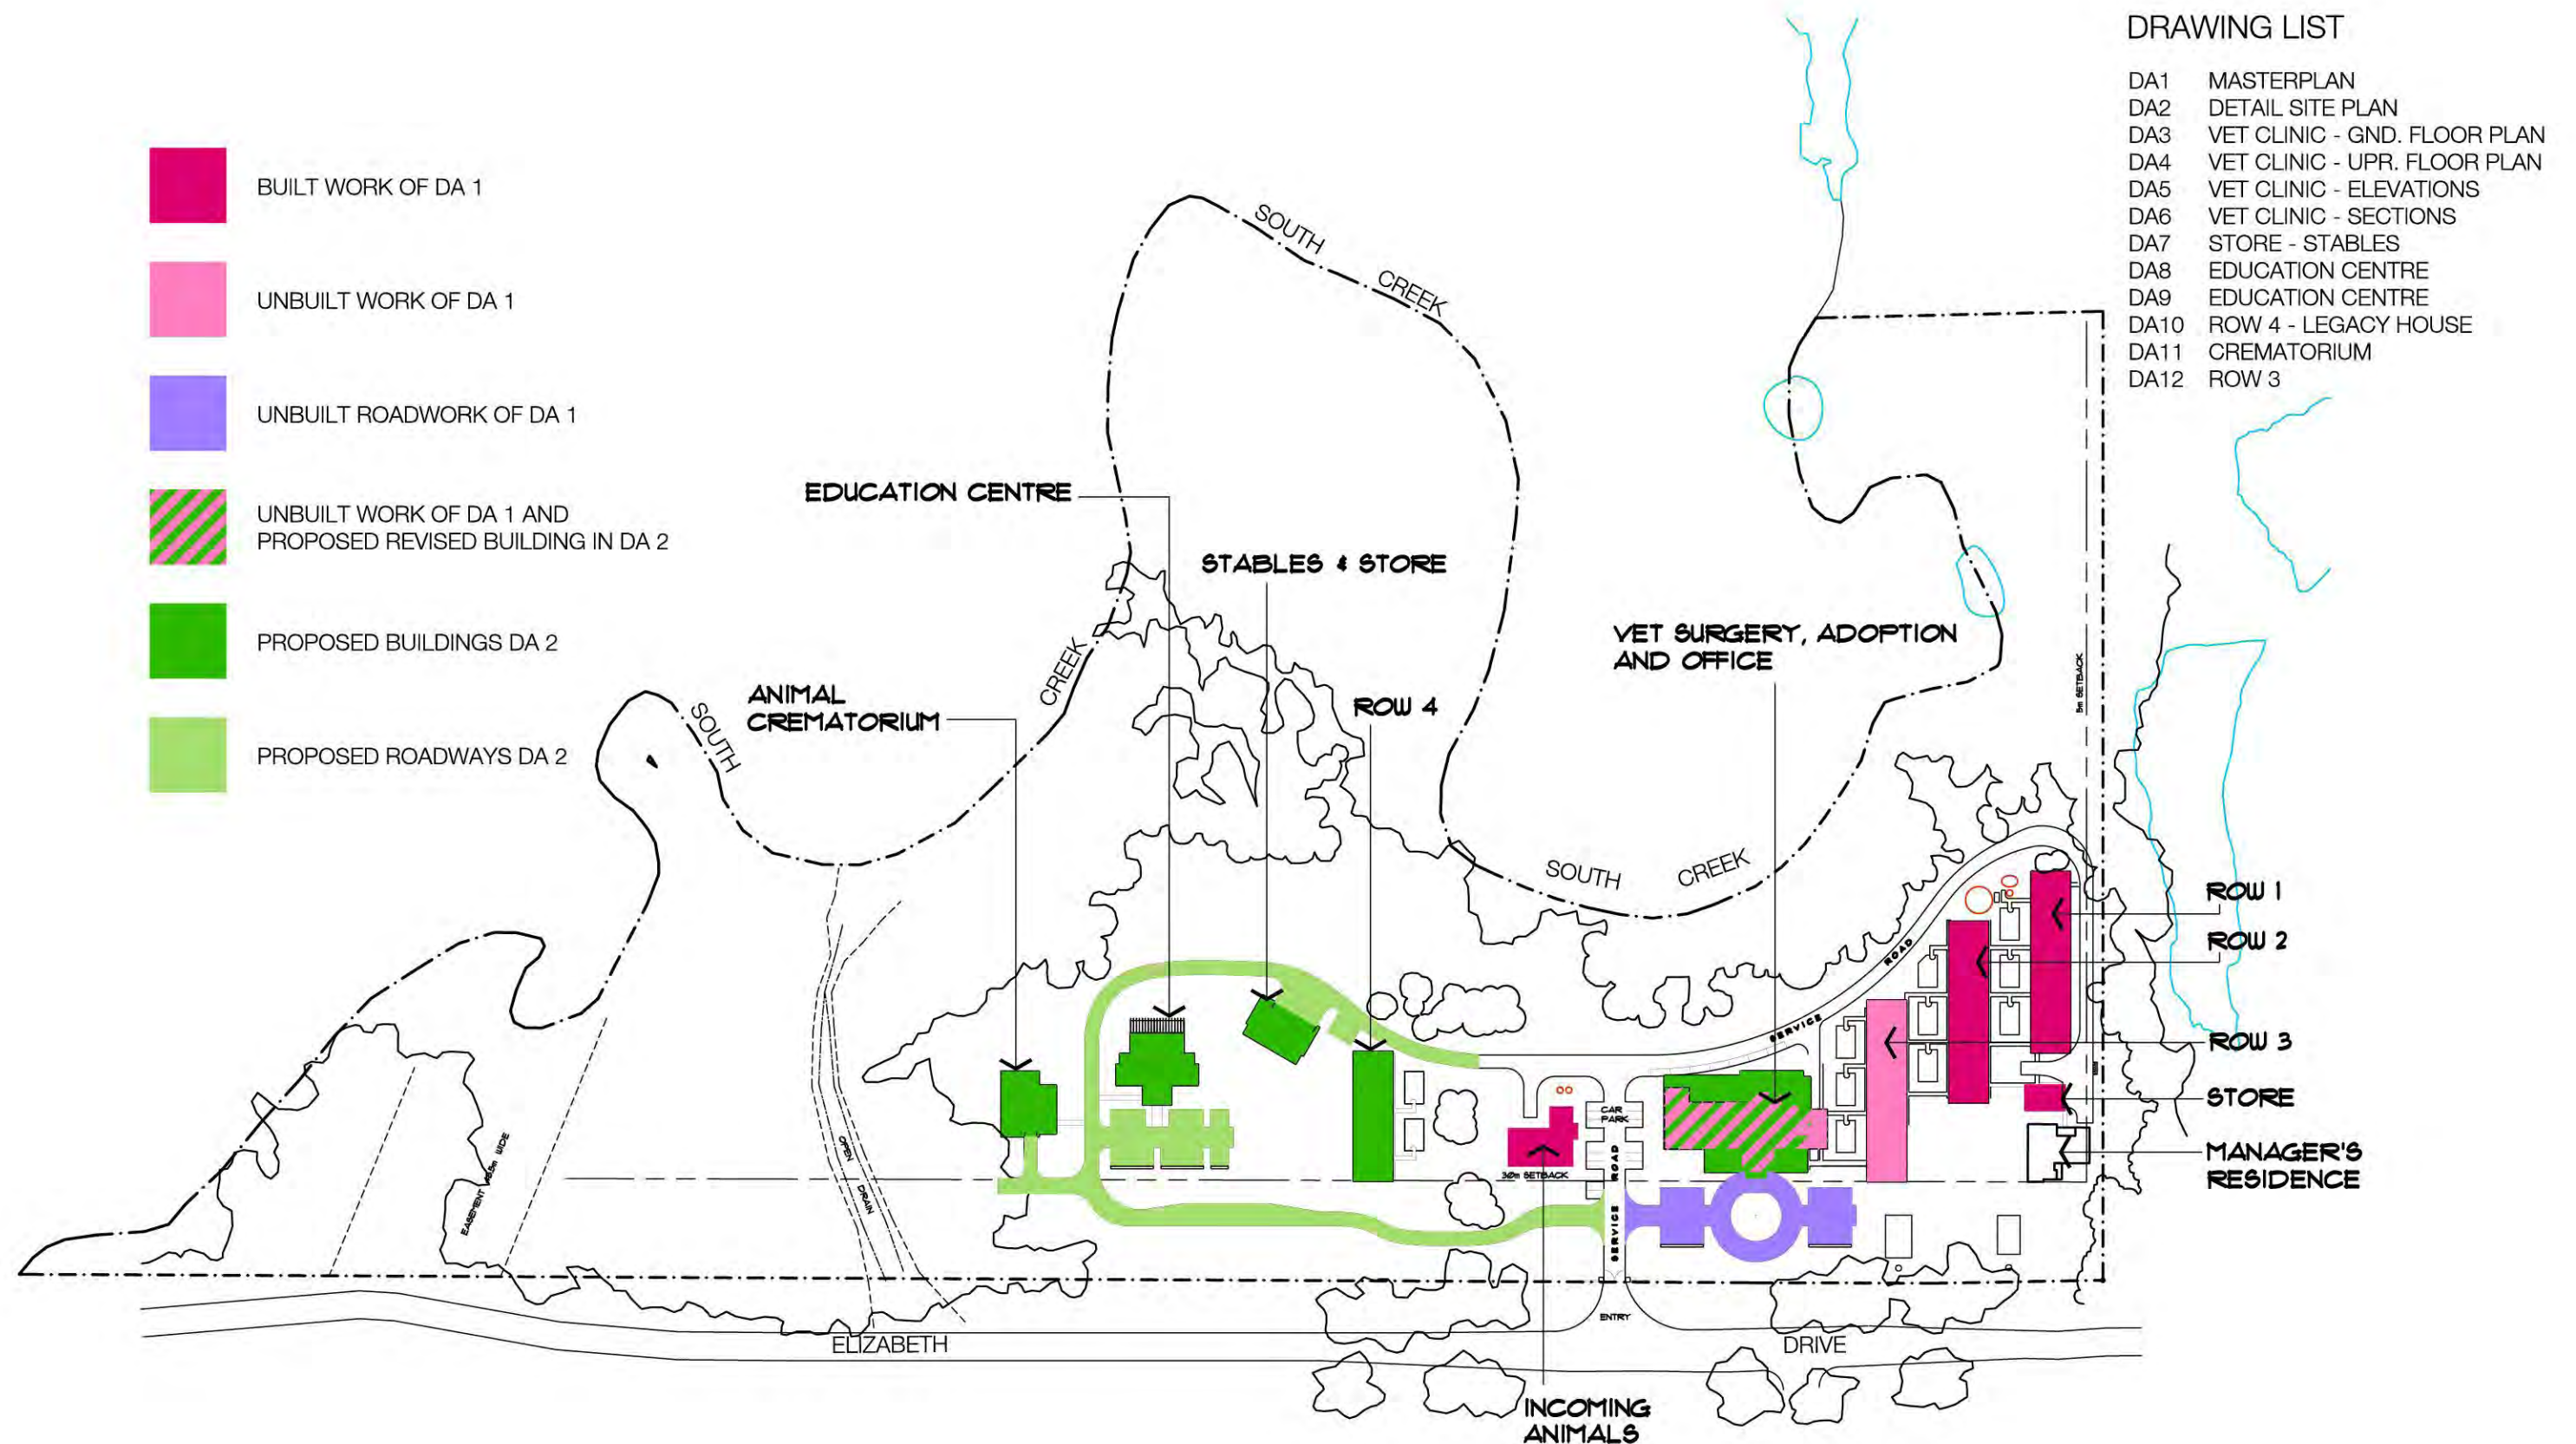 DRAWING LIST
DA1 MASTERPLAN
DA2 DETAIL SITE PLAN
DA3 VET CLINIC - GND. FLOOR PLAN
DA4 VET CLINIC - UPR. FLOOR PLAN
DA5 VET CLINIC - ELEVATIONS
DA6 VET CLINIC - SECTIONS
DA7 STORE - STABLES
DA8 EDUCATION CENTRE
DA9 EDUCATION CENTRE
DA10 ROW 4 - LEGACY HOUSE
DA11 CREMATORIUM
DA12 ROW 3
BUILT WORK OF DA 1
UNBUILT WORK OF DA 1
UNBUILT ROADWORK OF DA 1
UNBUILT WORK OF DA 1 AND
PROPOSED REVISED BUILDING IN DA 2
PROPOSED BUILDINGS DA 2
PROPOSED ROADWAYS DA 2
SOUTH
CREEK
EDUCATION CENTRE
STABLES & STORE
VET SURGERY, ADOPTION
AND OFFICE
ROW 4
ANIMAL
CREMATORIUM
SOUTH
CREEK
SOUTH
CREEK
5m SETBACK
ROW 1
ROW 2
ROW 3
STORE
MANAGER'S
RESIDENCE
SERVICE
ROAD
CAR
PARK
30m SETBACK
SERVICE
ROAD
OPEN
DRAIN
EASEMENT
WIDE
ENTRY
ELIZABETH
DRIVE
INCOMING
ANIMALS